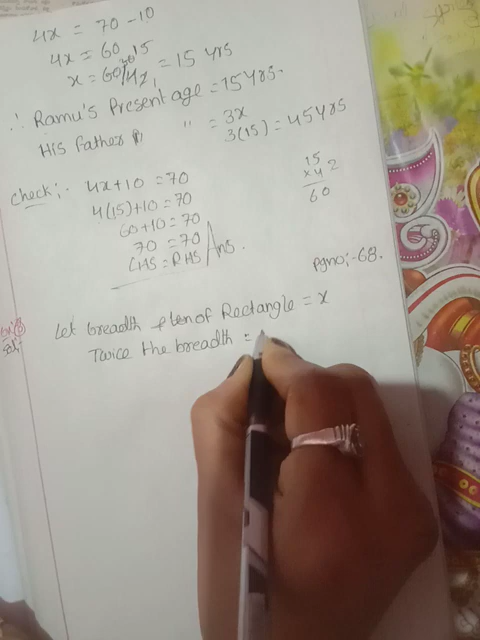 4x = 70 - 10
4x = 60
x = 60/4 = 15 yrs
∴ Ramu's Present age = 15 Yrs.
His father " = 3x
3(15) = 45 Yrs
15
x 4
60
Check:- 4x+10 = 70
4(15)+10 = 70
60+10 = 70
70 = 70
LHS = RHS Ans.
Pgno:-68.
Let breadth & len of Rectangle = x
Twice the breadth =